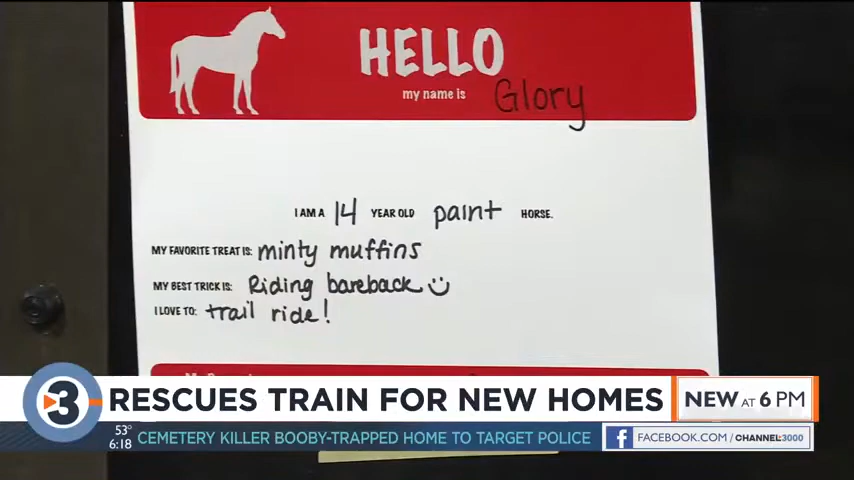 HELLO
my name is Glory
I AM A 14 YEAR OLD paint HORSE.
MY FAVORITE TREAT IS: minty muffins
MY BEST TRICK IS: Riding bareback
I LOVE TO: trail ride!
3 RESCUES TRAIN FOR NEW HOMES NEW AT 6 PM
53°
6:18 CEMETERY KILLER BOOBY-TRAPPED HOME TO TARGET POLICE f FACEBOOK.COM / CHANNEL3000